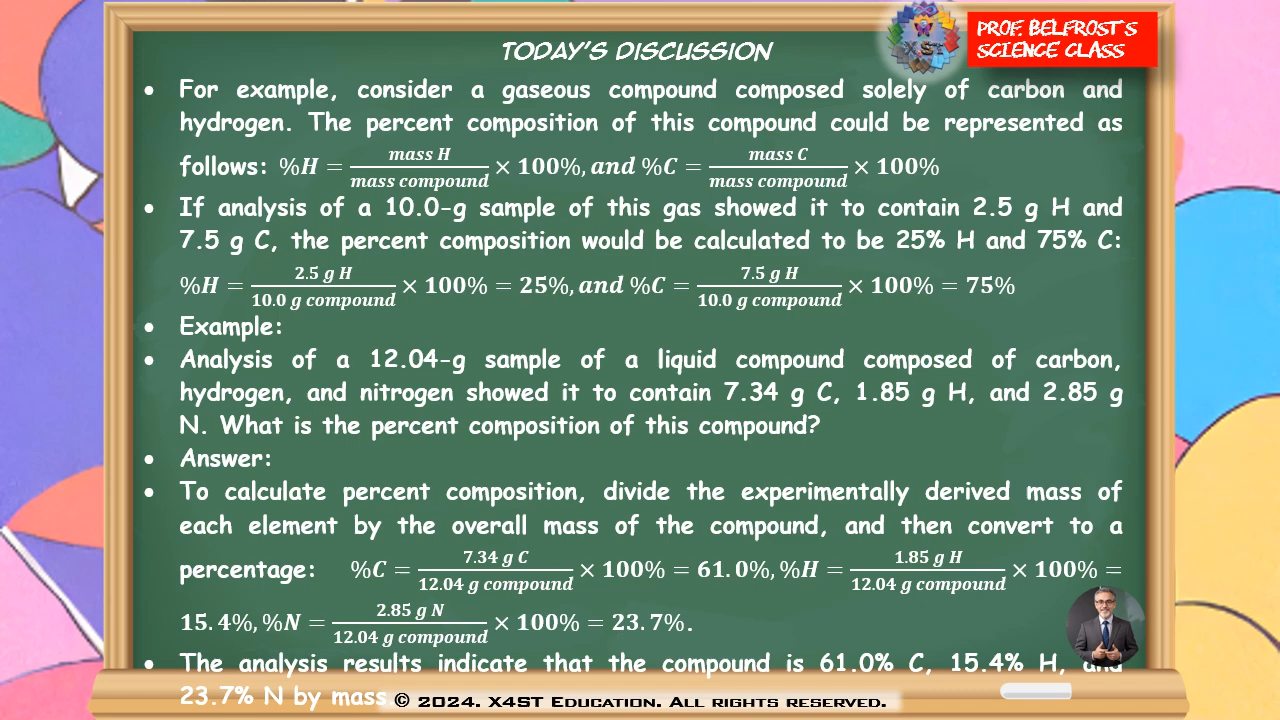 TODAY'S DISCUSSION
X4ST
PROF. BELFROST'S
SCIENCE CLASS
• For example, consider a gaseous compound composed solely of carbon and
hydrogen. The percent composition of this compound could be represented as
follows: %H = mass H / mass compound × 100%, and %C = mass C / mass compound × 100%
• If analysis of a 10.0-g sample of this gas showed it to contain 2.5 g H and
7.5 g C, the percent composition would be calculated to be 25% H and 75% C:
%H = 2.5 g H / 10.0 g compound × 100% = 25%, and %C = 7.5 g H / 10.0 g compound × 100% = 75%
• Example:
• Analysis of a 12.04-g sample of a liquid compound composed of carbon,
hydrogen, and nitrogen showed it to contain 7.34 g C, 1.85 g H, and 2.85 g
N. What is the percent composition of this compound?
• Answer:
• To calculate percent composition, divide the experimentally derived mass of
each element by the overall mass of the compound, and then convert to a
percentage: %C = 7.34 g C / 12.04 g compound × 100% = 61.0%, %H = 1.85 g H / 12.04 g compound × 100% =
15.4%, %N = 2.85 g N / 12.04 g compound × 100% = 23.7%.
• The analysis results indicate that the compound is 61.0% C, 15.4% H, and
23.7% N by mass.
© 2024. X4ST Education. All rights reserved.